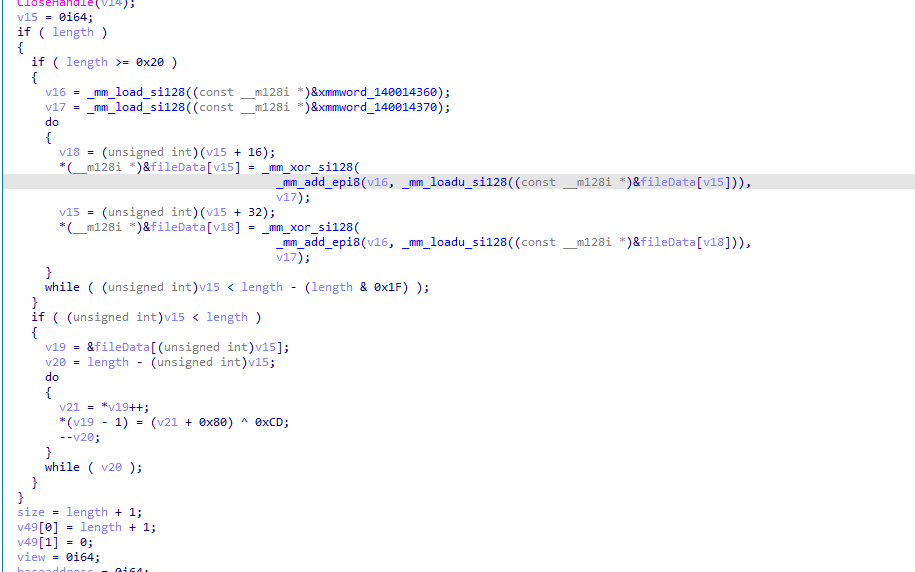 CloseHandle(v14);
v15 = 0i64;
if ( length )
{
  if ( length >= 0x20 )
  {
    v16 = _mm_load_si128((const __m128i *)&xmmword_140014360);
    v17 = _mm_load_si128((const __m128i *)&xmmword_140014370);
    do
    {
      v18 = (unsigned int)(v15 + 16);
      *(__m128i *)&fileData[v15] = _mm_xor_si128(
                                     _mm_add_epi8(v16, _mm_loadu_si128((const __m128i *)&fileData[v15])),
                                     v17);
      v15 = (unsigned int)(v15 + 32);
      *(__m128i *)&fileData[v18] = _mm_xor_si128(
                                     _mm_add_epi8(v16, _mm_loadu_si128((const __m128i *)&fileData[v18])),
                                     v17);
    }
    while ( (unsigned int)v15 < length - (length & 0x1F) );
  }
  if ( (unsigned int)v15 < length )
  {
    v19 = &fileData[(unsigned int)v15];
    v20 = length - (unsigned int)v15;
    do
    {
      v21 = *v19++;
      *(v19 - 1) = (v21 + 0x80) ^ 0xCD;
      --v20;
    }
    while ( v20 );
  }
}
size = length + 1;
v49[0] = length + 1;
v49[1] = 0;
view = 0i64;
baseaddress = 0i64;